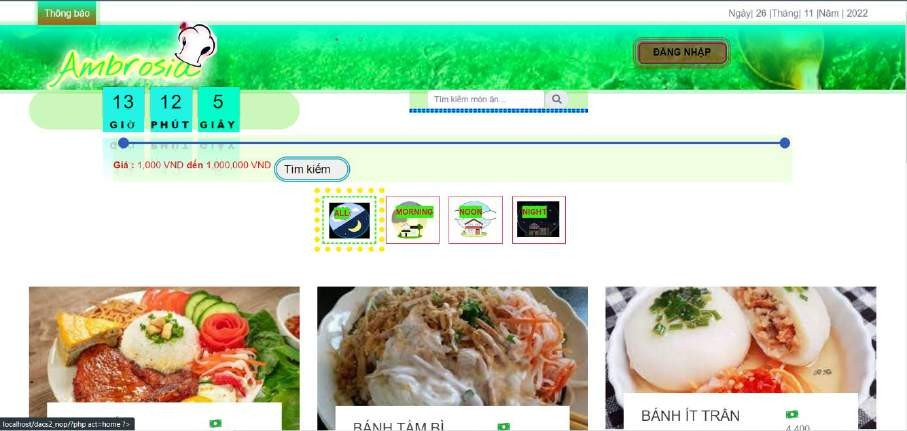 Thông báo
Ngày| 26 |Tháng| 11 |Năm | 2022
Ambrosia
ĐĂNG NHẬP
13 12 5
GIỜ PHÚT GIÂY
Tìm kiếm món ăn...
Giá : 1,000 VND đến 1,000,000 VND
Tìm kiếm
ALL MORNING NOON NIGHT
BÁNH TẰM BÌ
BÁNH ÍT TRẦN
4,400
localhost/dacs2_nop/?php act=home ?>